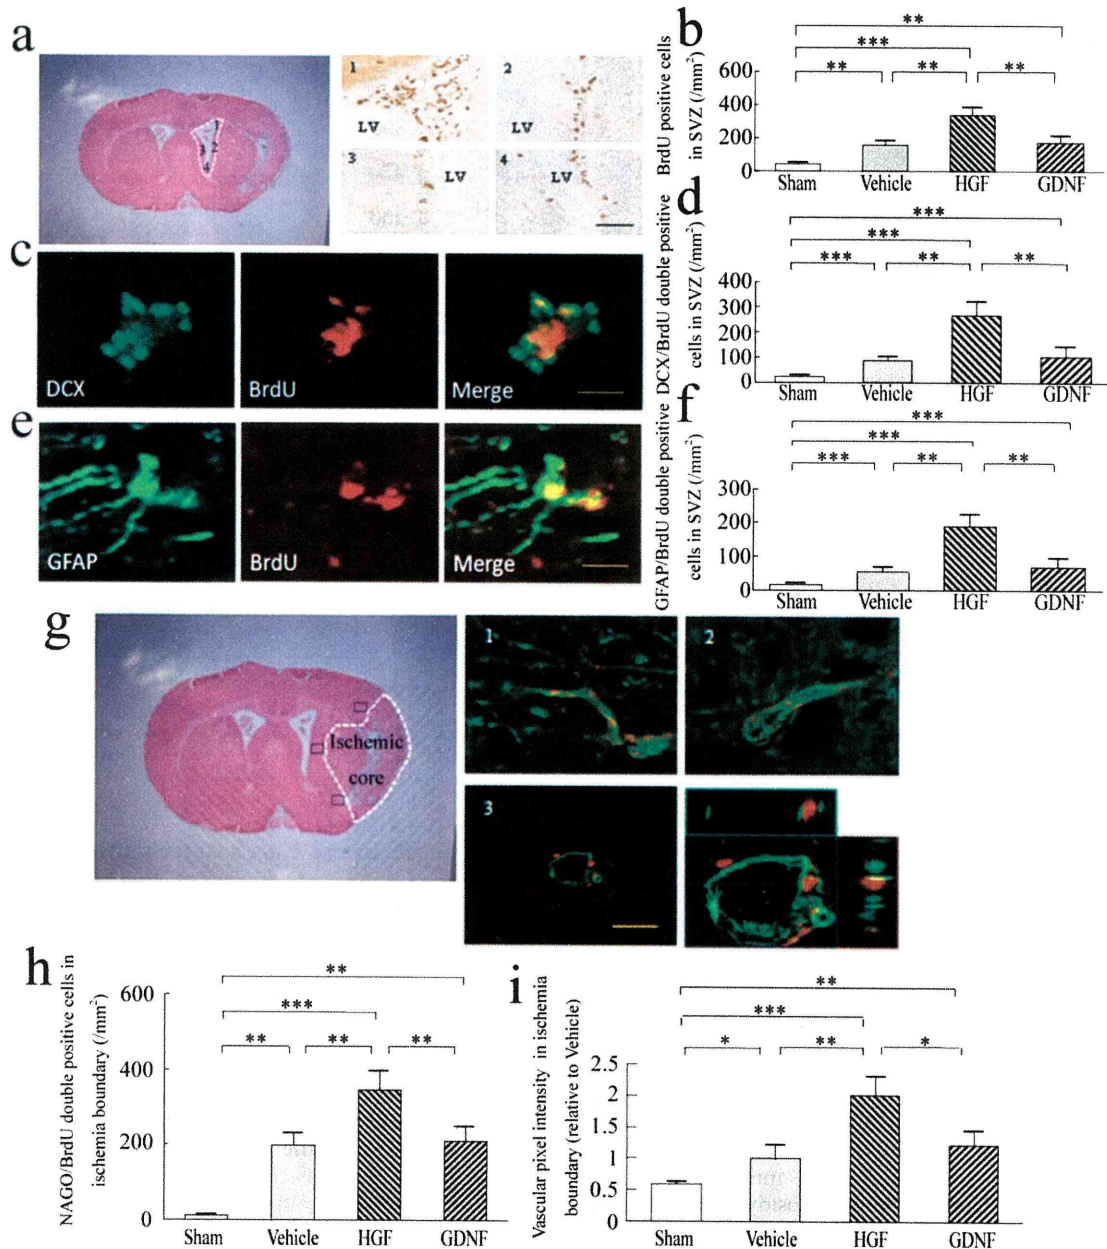 a
1
2
3
4
1
LV
2
LV
3
LV
4
LV
b
BrdU positive cells
in SVZ (/mm²)
600
400
200
0
**
***
** ** **
Sham Vehicle HGF GDNF
c
DCX
BrdU
Merge
d
DCX/BrdU double positive
cells in SVZ (/mm²)
400
300
200
100
0
***
***
*** ** **
Sham Vehicle HGF GDNF
e
GFAP
BrdU
Merge
f
GFAP/BrdU double positive
cells in SVZ (/mm²)
300
200
100
0
***
***
*** ** **
Sham Vehicle HGF GDNF
g
Ischemic
core
1
2
3
h
NAGO/BrdU double positive cells in
ischemia boundary (/mm²)
600
400
200
0
**
***
** ** **
Sham Vehicle HGF GDNF
i
Vascular pixel intensity in ischemia
boundary (relative to Vehicle)
2.5
2
1.5
1
0.5
0
**
***
* ** *
Sham Vehicle HGF GDNF